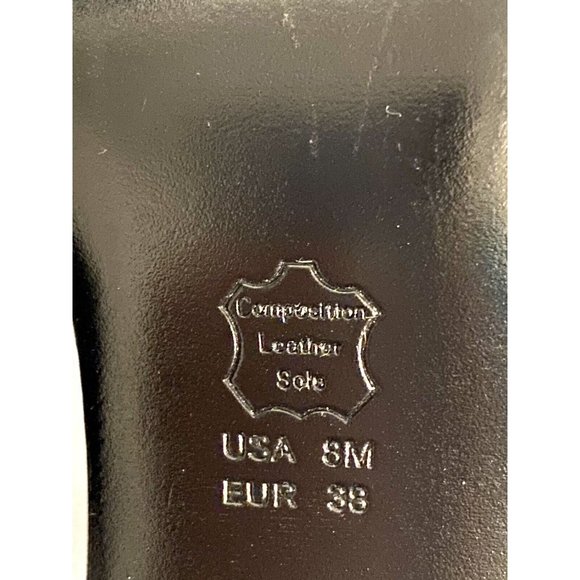 Composition
Leather
Sole
USA 8M
EUR 38